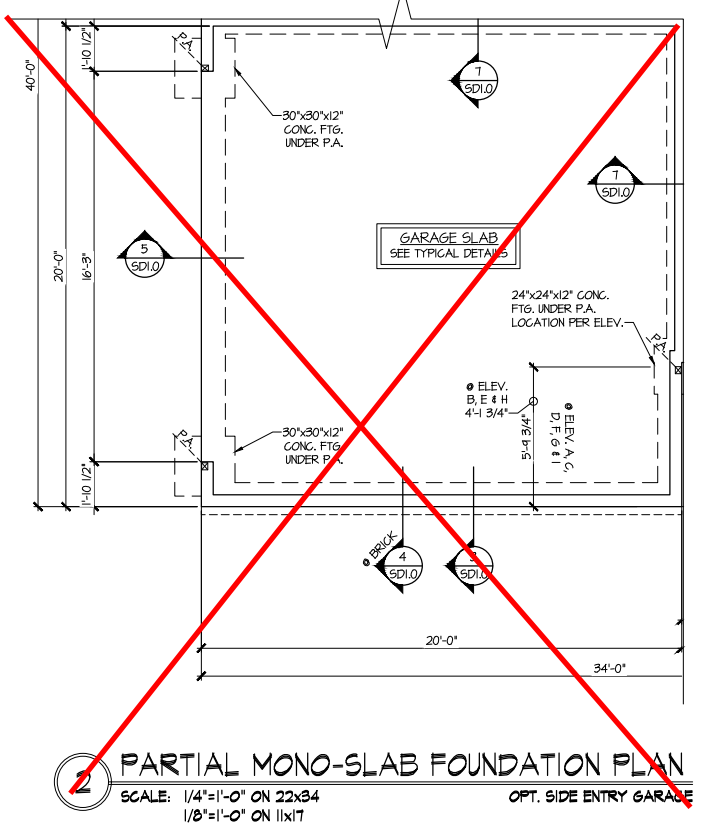 1'-10 1/2"
P.A.
40'-0"
7
SD1.0
30"x30"x12"
CONC. FTG.
UNDER P.A.
7
SD1.0
5
SD1.0
20'-0"
16'-3"
GARAGE SLAB
SEE TYPICAL DETAILS
24"x24"x12" CONC.
FTG. UNDER P.A.
LOCATION PER ELEV.
P.A.
@ ELEV.
B, E & H
4'-1 3/4"
5'-9 3/4"
@ ELEV. A, C,
D, F, G & I
P.A.
30"x30"x12"
CONC. FTG.
UNDER P.A.
1'-10 1/2"
@ BRICK
4
SD1.0
SD1.0
20'-0"
34'-0"
2
PARTIAL MONO-SLAB FOUNDATION PLAN
SCALE: 1/4"=1'-0" ON 22x34
OPT. SIDE ENTRY GARAGE
1/8"=1'-0" ON 11x17